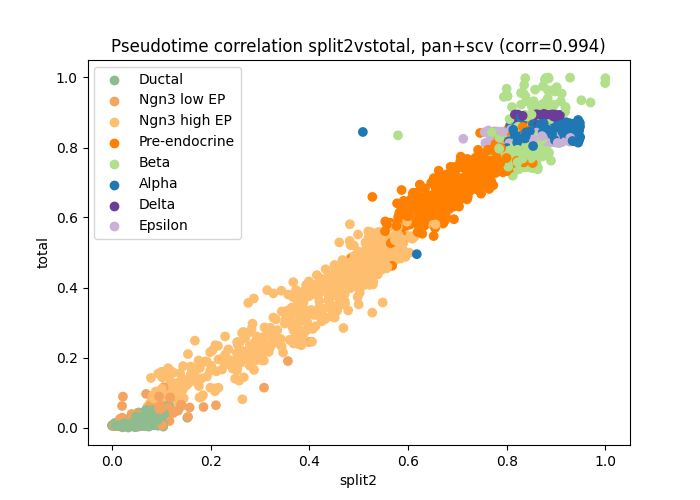 Pseudotime correlation split2vstotal, pan+scv (corr=0.994)
1.0
0.8
0.6
0.4
0.2
0.0
total
Ductal
Ngn3 low EP
Ngn3 high EP
Pre-endocrine
Beta
Alpha
Delta
Epsilon
0.0 0.2 0.4 0.6 0.8 1.0
split2